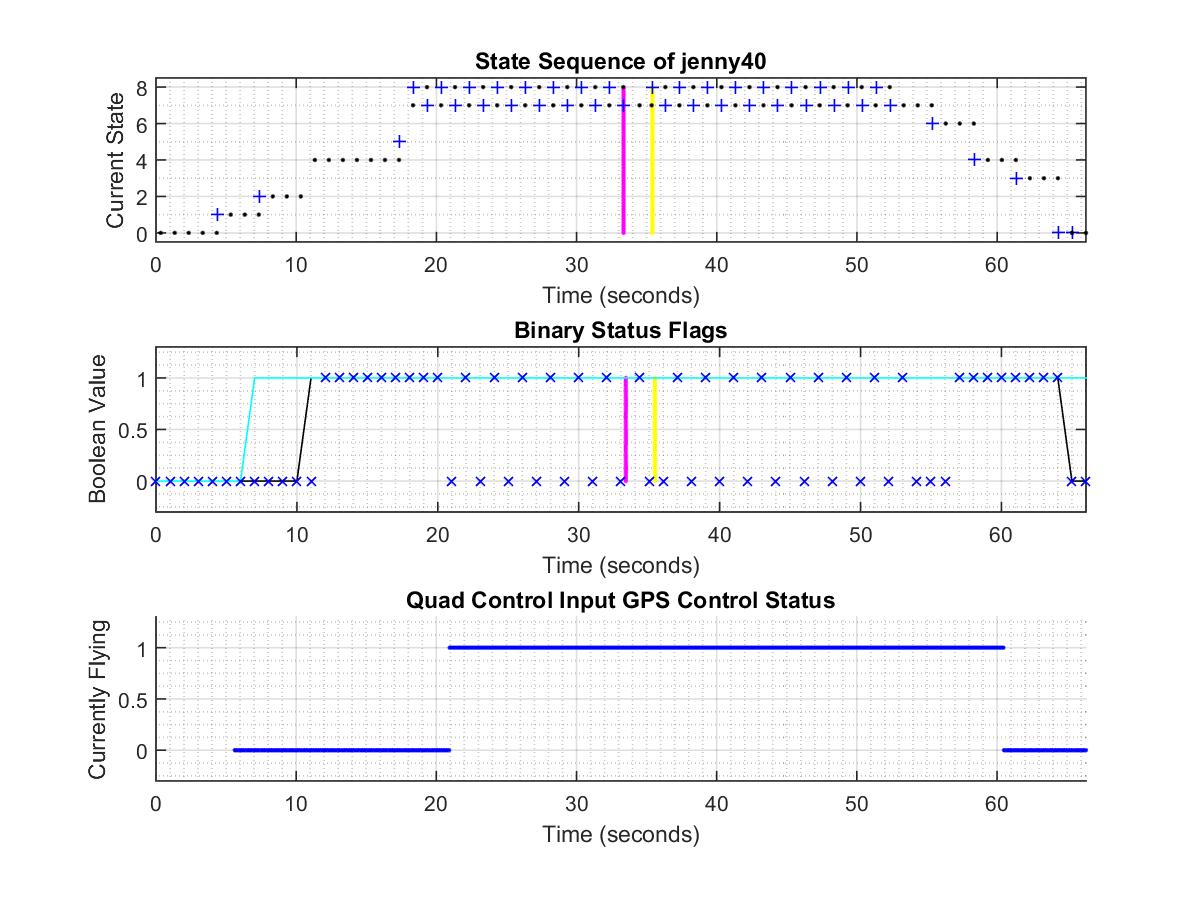 State Sequence of jenny40
8
6
4
2
0
Current State
0 10 20 30 40 50 60
Time (seconds)
Binary Status Flags
1
0.5
0
Boolean Value
0 10 20 30 40 50 60
Time (seconds)
Quad Control Input GPS Control Status
1
0.5
0
Currently Flying
0 10 20 30 40 50 60
Time (seconds)